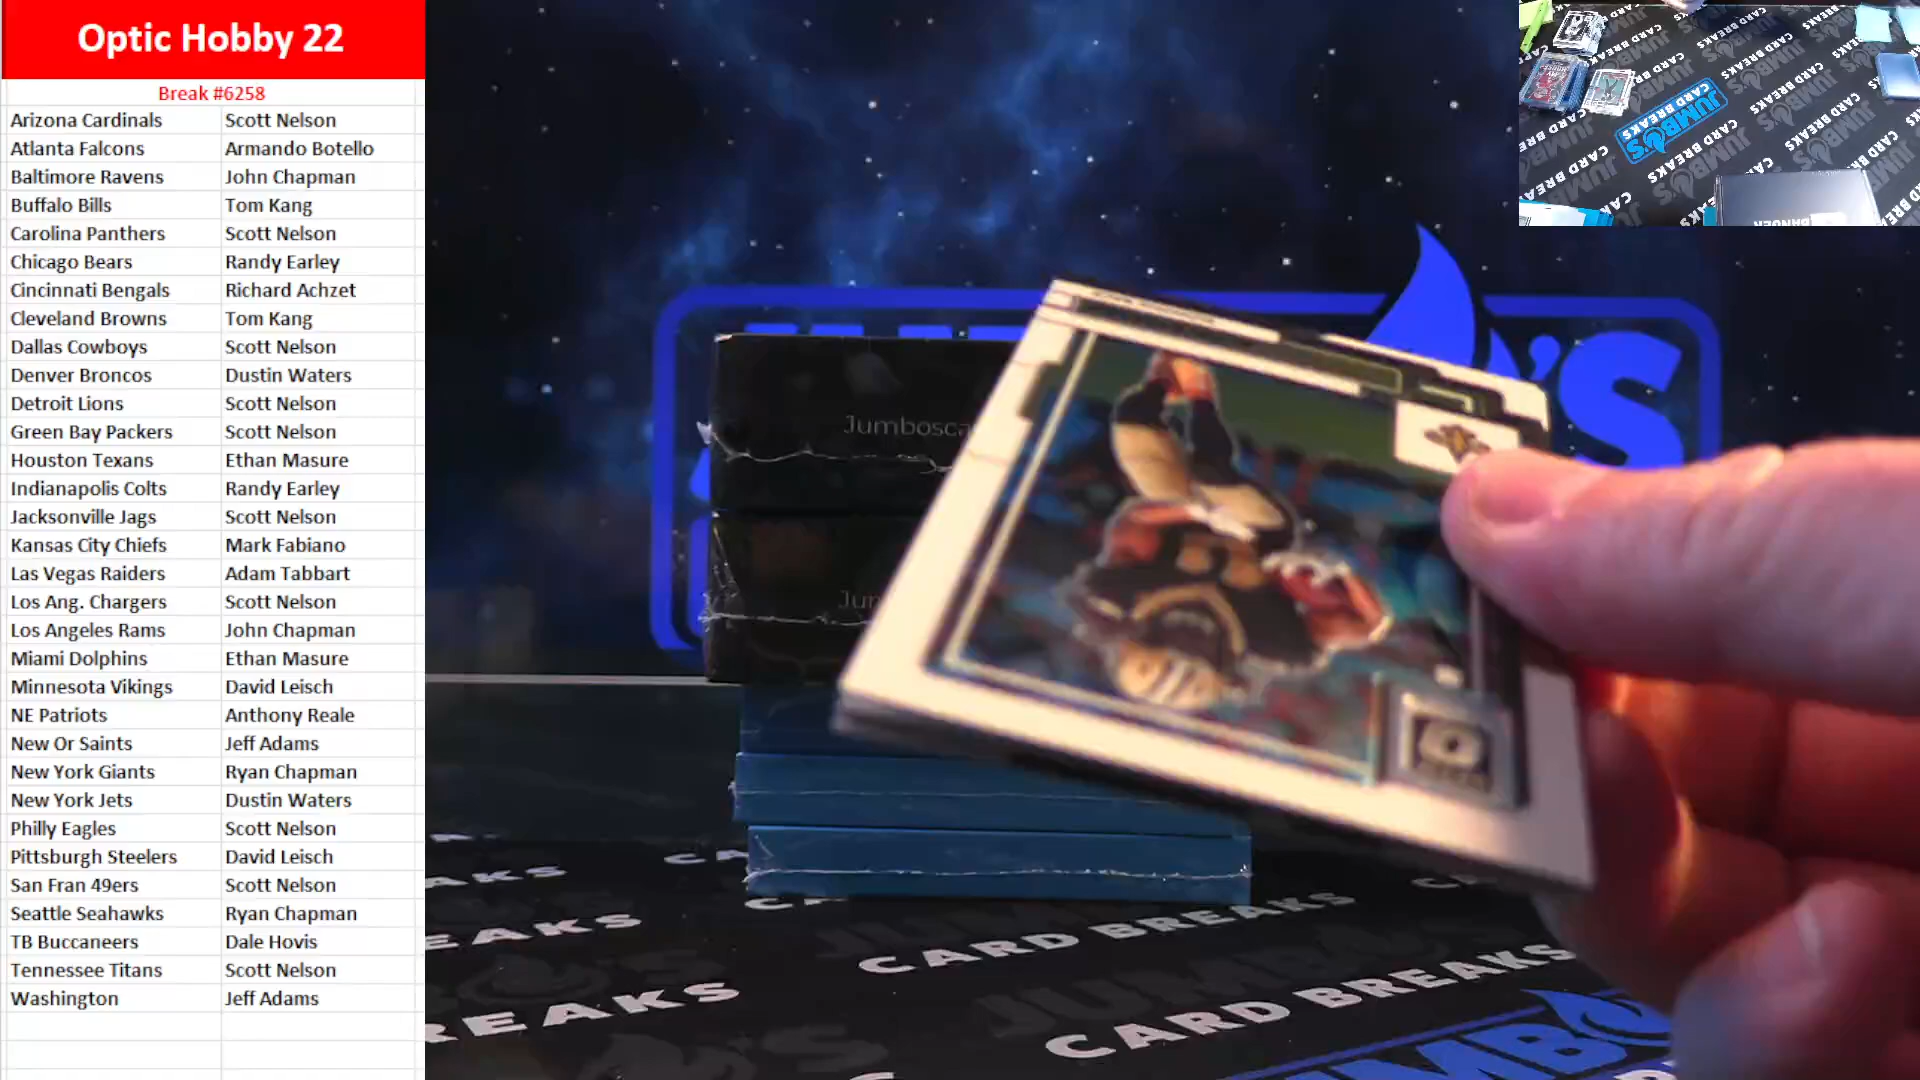 Optic Hobby 22
Break #6258
Arizona Cardinals Scott Nelson
Atlanta Falcons Armando Botello
Baltimore Ravens John Chapman
Buffalo Bills Tom Kang
Carolina Panthers Scott Nelson
Chicago Bears Randy Earley
Cincinnati Bengals Richard Achzet
Cleveland Browns Tom Kang
Dallas Cowboys Scott Nelson
Denver Broncos Dustin Waters
Detroit Lions Scott Nelson
Green Bay Packers Scott Nelson
Houston Texans Ethan Masure
Indianapolis Colts Randy Earley
Jacksonville Jags Scott Nelson
Kansas City Chiefs Mark Fabiano
Las Vegas Raiders Adam Tabbart
Los Ang. Chargers Scott Nelson
Los Angeles Rams John Chapman
Miami Dolphins Ethan Masure
Minnesota Vikings David Leisch
NE Patriots Anthony Reale
New Or Saints Jeff Adams
New York Giants Ryan Chapman
New York Jets Dustin Waters
Philly Eagles Scott Nelson
Pittsburgh Steelers David Leisch
San Fran 49ers Scott Nelson
Seattle Seahawks Ryan Chapman
TB Buccaneers Dale Hovis
Tennessee Titans Scott Nelson
Washington Jeff Adams
JUMBO'S
CARD BREAKS
CARD BREAKS
CARD BREAKS